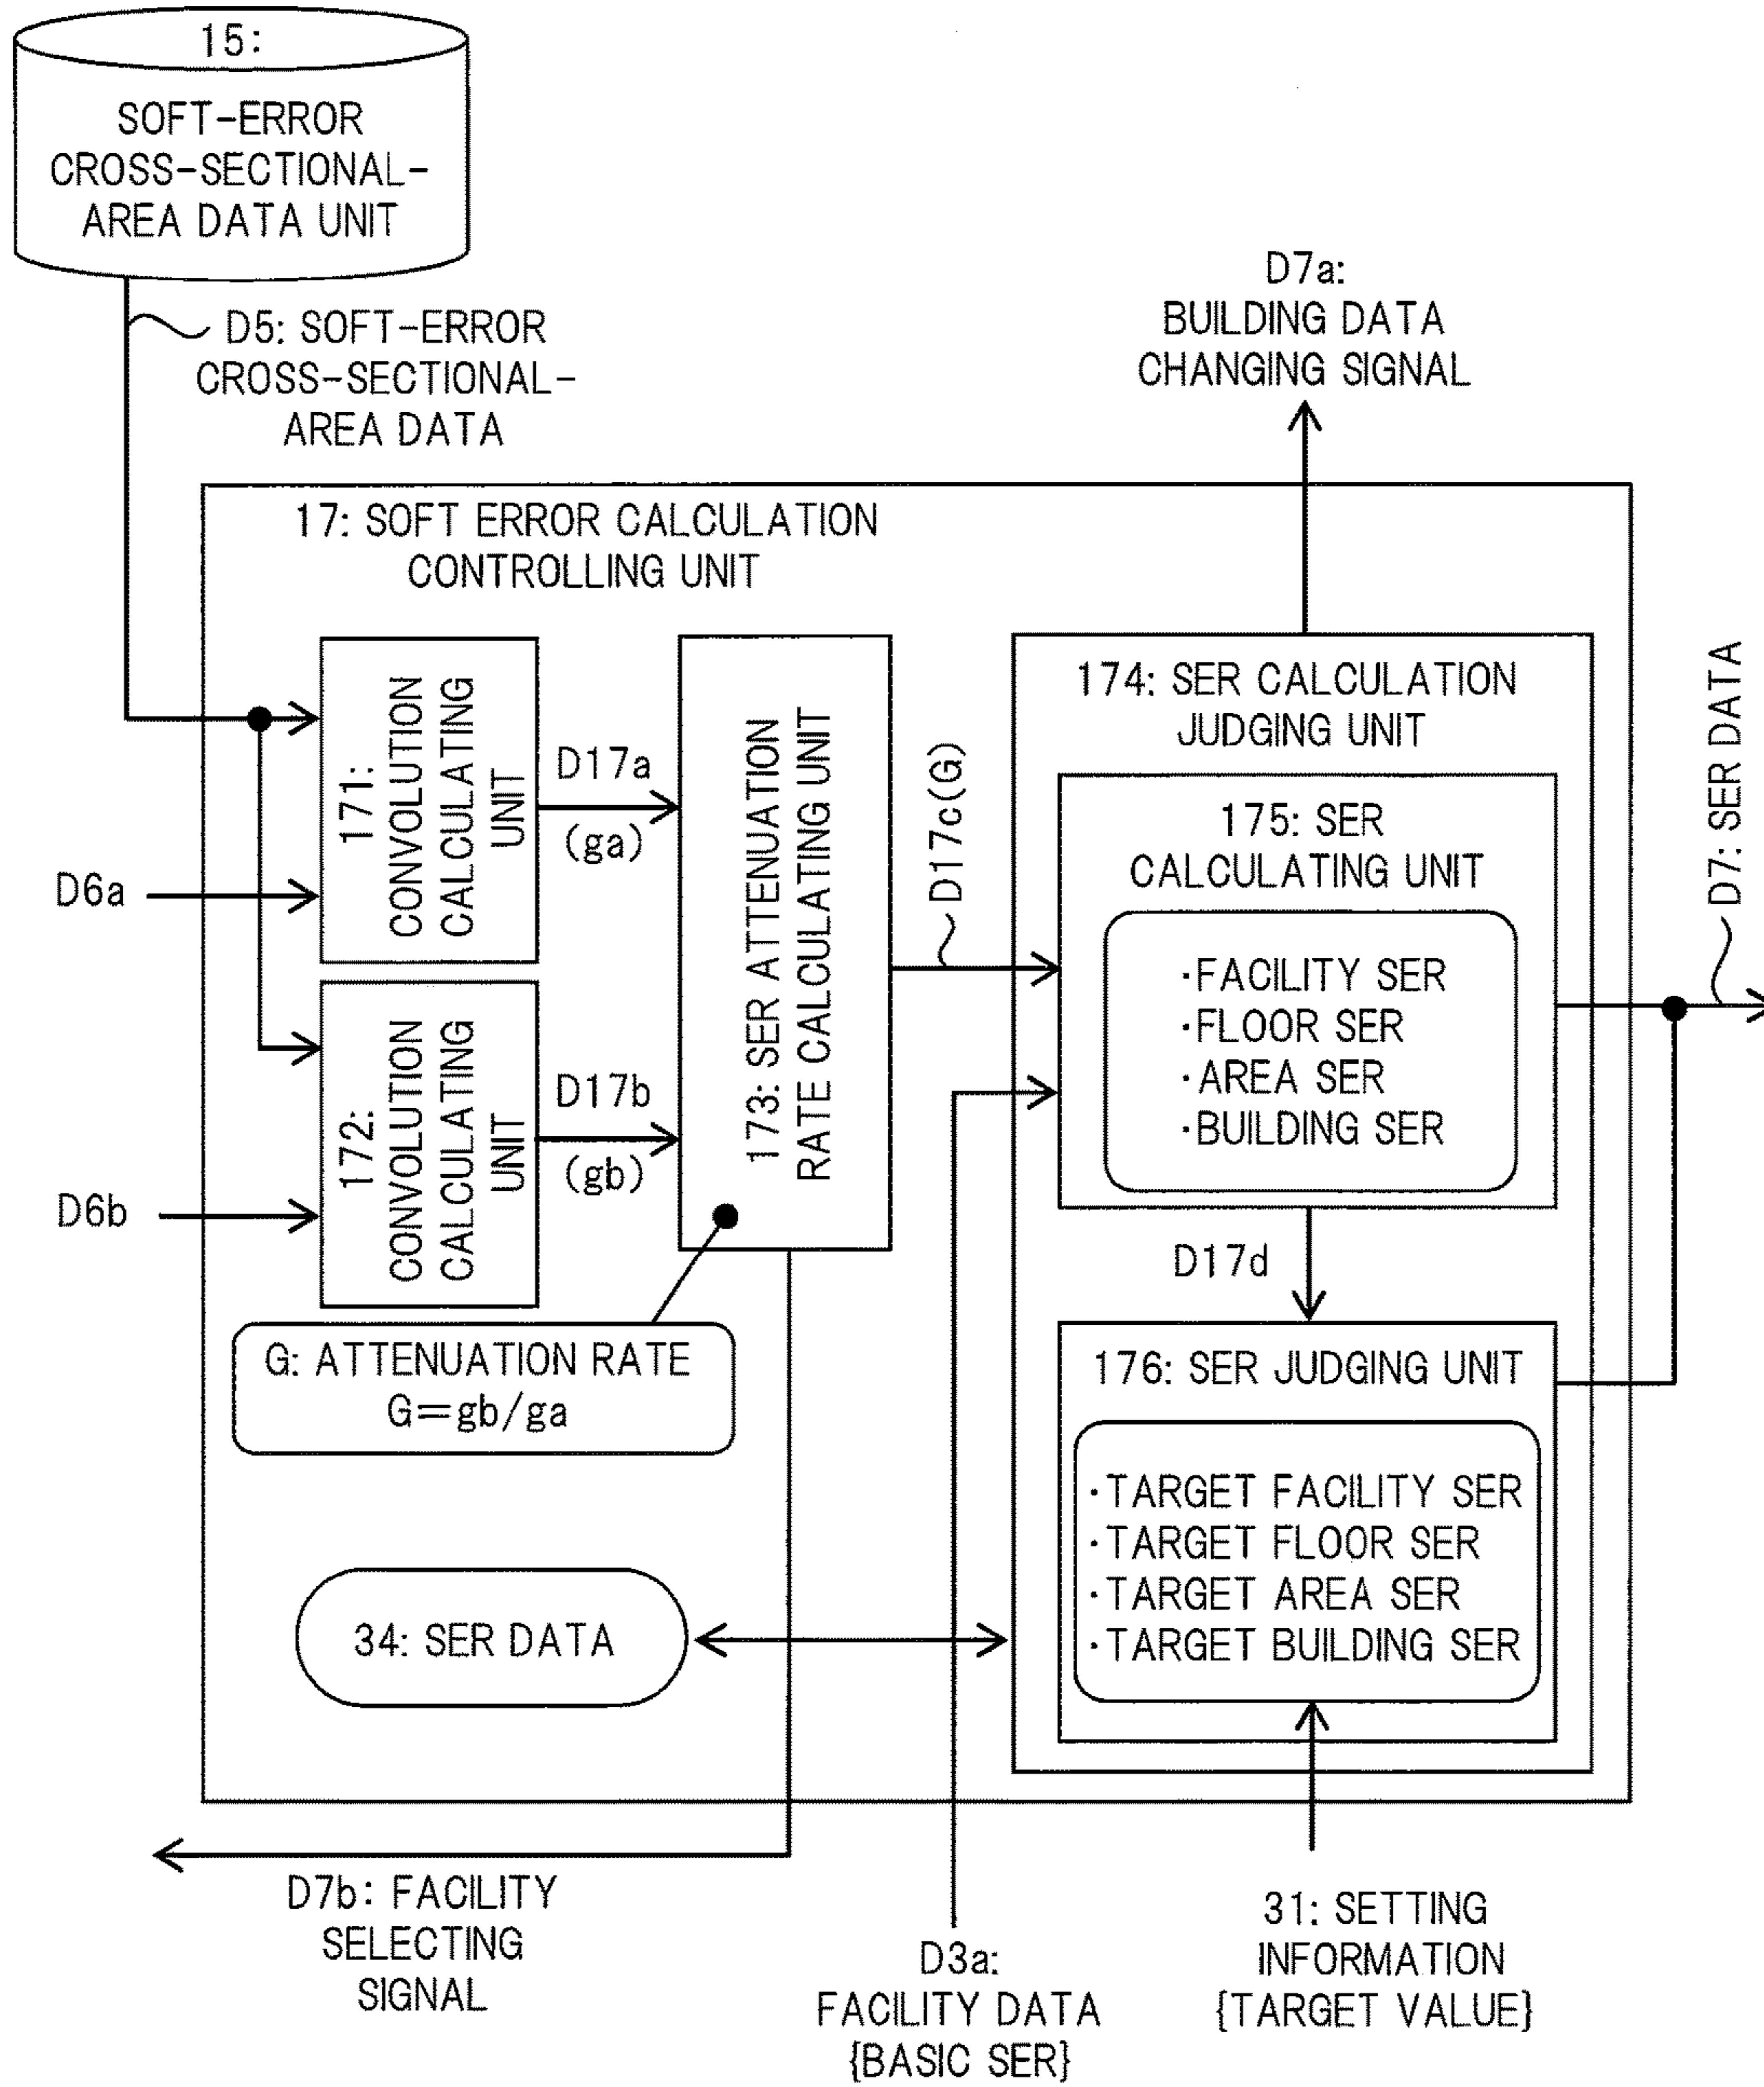 15:
SOFT-ERROR
CROSS-SECTIONAL-
AREA DATA UNIT
D5: SOFT-ERROR
CROSS-SECTIONAL-
AREA DATA
D7a:
BUILDING DATA
CHANGING SIGNAL
17: SOFT ERROR CALCULATION
CONTROLLING UNIT
171:
CONVOLUTION
CALCULATING
UNIT
D6a
D17a
(ga)
172:
CONVOLUTION
CALCULATING
UNIT
D6b
D17b
(gb)
173: SER ATTENUATION
RATE CALCULATING UNIT
G: ATTENUATION RATE
G=gb/ga
D17c(G)
174: SER CALCULATION
JUDGING UNIT
175: SER
CALCULATING UNIT
·FACILITY SER
·FLOOR SER
·AREA SER
·BUILDING SER
D7: SER DATA
D17d
176: SER JUDGING UNIT
·TARGET FACILITY SER
·TARGET FLOOR SER
·TARGET AREA SER
·TARGET BUILDING SER
34: SER DATA
D7b: FACILITY
SELECTING
SIGNAL
D3a:
FACILITY DATA
{BASIC SER}
31: SETTING
INFORMATION
{TARGET VALUE}